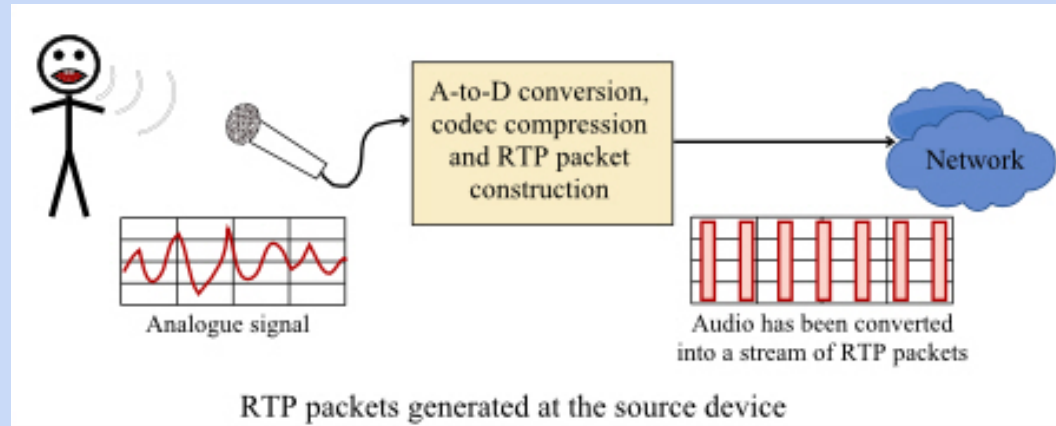 A-to-D conversion,
codec compression
and RTP packet
construction
Network
Analogue signal
Audio has been converted
into a stream of RTP packets
RTP packets generated at the source device